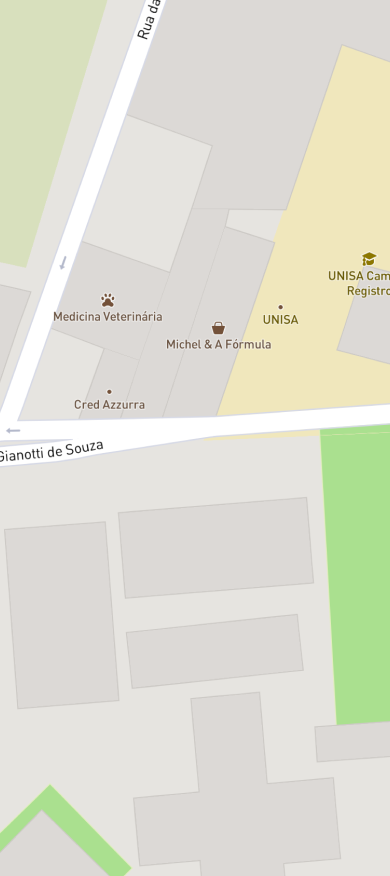 Rua da
UNISA Cam
Registro
Medicina Veterinária
UNISA
Michel & A Fórmula
Cred Azzurra
Gianotti de Souza